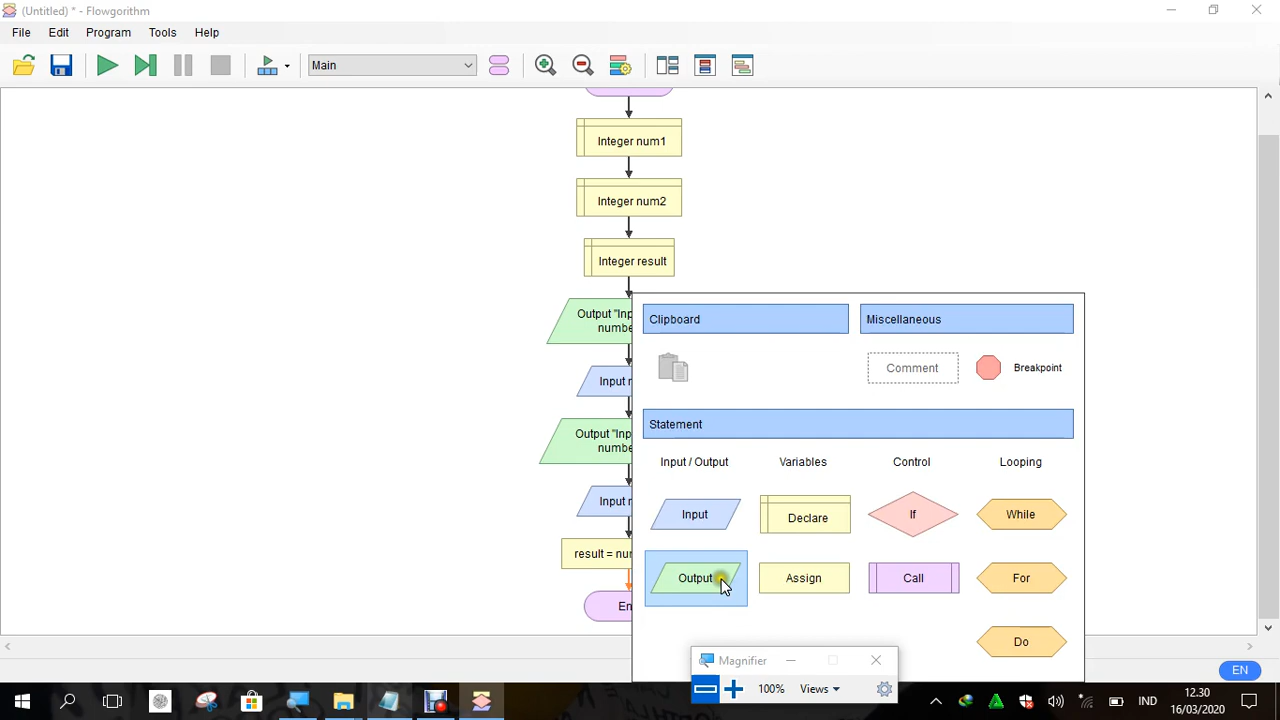 (Untitled) * - Flowgorithm
File Edit Program Tools Help
Main
Integer num1
Integer num2
Integer result
Output "Inp
numbe
Input n
Output "Inp
numbe
Input n
result = nu
En
Clipboard
Miscellaneous
Comment
Breakpoint
Statement
Input / Output Variables Control Looping
Input Declare If While
Output Assign Call For
Do
Magnifier
100% Views
EN
IND
12.30
16/03/2020